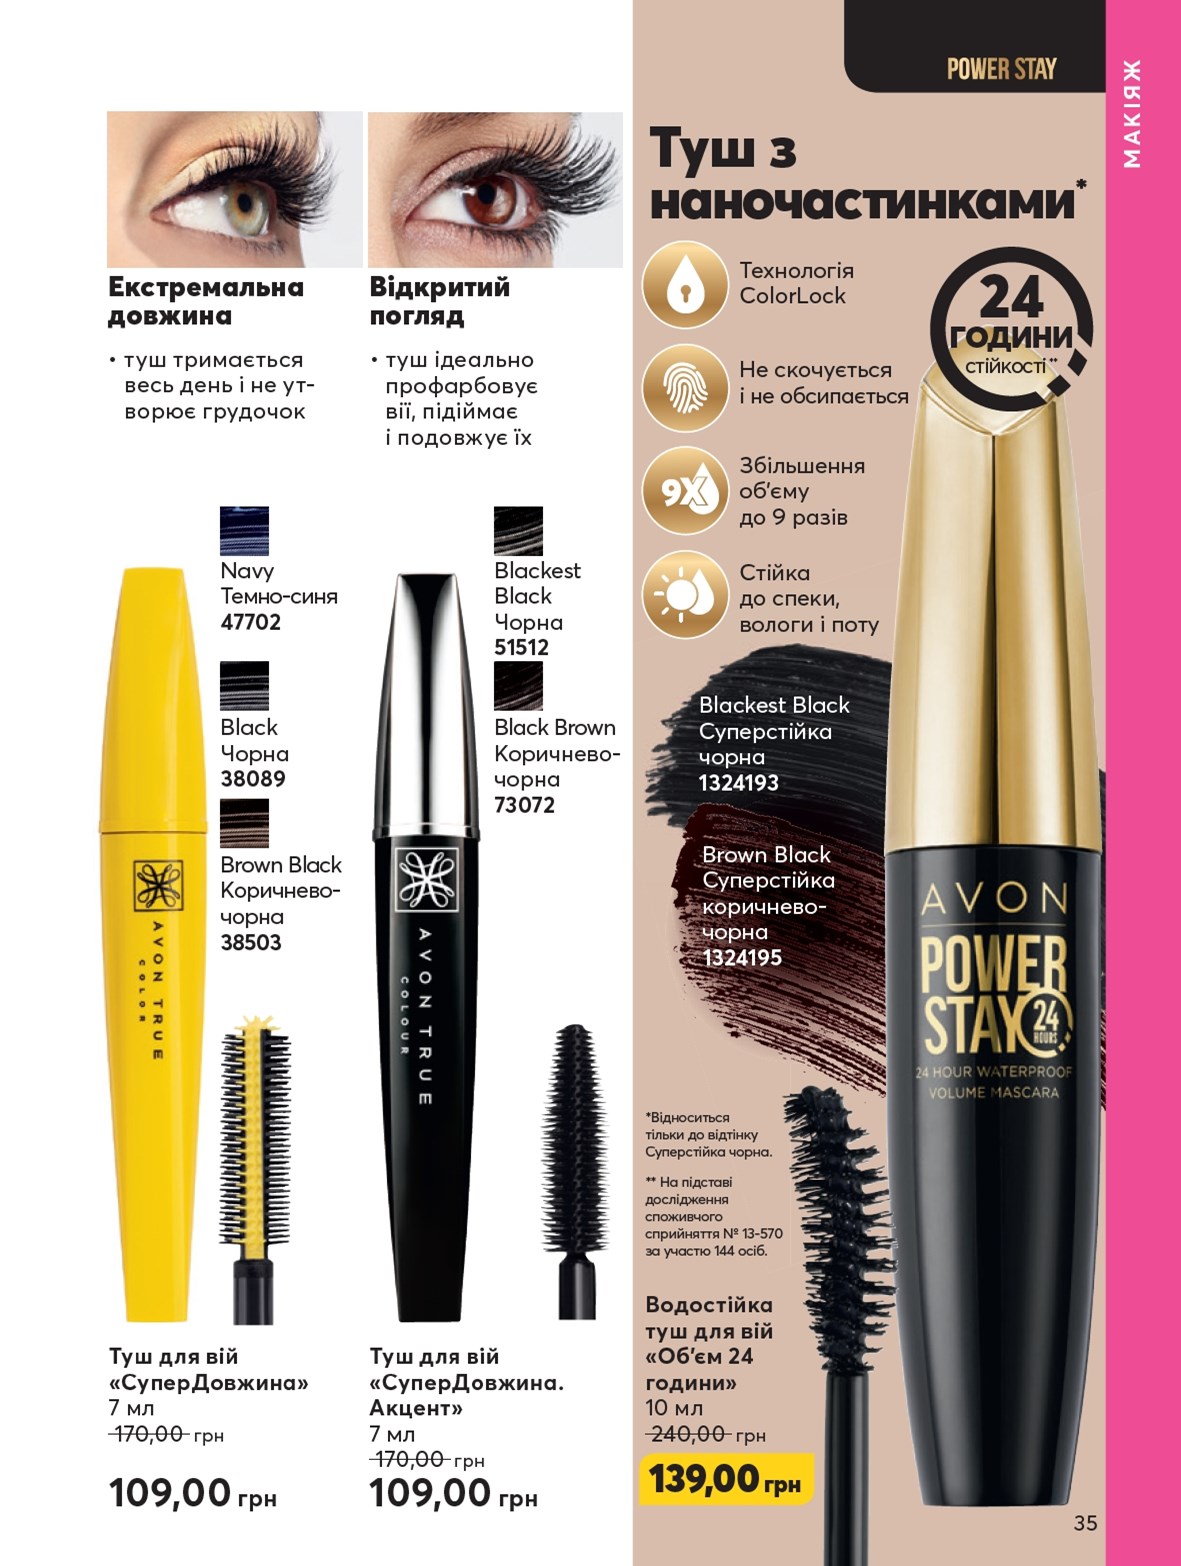 POWER STAY
МАКІЯЖ
Екстремальна
довжина
• туш тримається
весь день і не ут-
ворює грудочок
Відкритий
погляд
• туш ідеально
профарбовує
вії, підіймає
і подовжує їх
Navy
Темно-синя
47702
Black
Чорна
38089
Brown Black
Коричнево-
чорна
38503
AVON TRUE
COLOR
Blackest
Black
Чорна
51512
Black Brown
Коричнево-
чорна
73072
AVON TRUE
COLOUR
Туш для вій
«СуперДовжина»
7 мл
170,00 грн
109,00 грн
Туш для вій
«СуперДовжина.
Акцент»
7 мл
170,00 грн
109,00 грн
Туш з
наночастинками*
Технологія
ColorLock
Не скочується
і не обсипається
9X
Збільшення
об'єму
до 9 разів
Стійка
до спеки,
вологи і поту
24
ГОДИНИ
стійкості**
Blackest Black
Суперстійка
чорна
1324193
Brown Black
Суперстійка
коричнево-
чорна
1324195
AVON
POWER
STAY
24
HOURS
24 HOUR WATERPROOF
VOLUME MASCARA
*Відноситься
тільки до відтінку
Суперстійка чорна.
** На підставі
дослідження
споживчого
сприйняття № 13-570
за участю 144 осіб.
Водостійка
туш для вій
«Об'єм 24
години»
10 мл
240,00 грн
139,00 грн
35